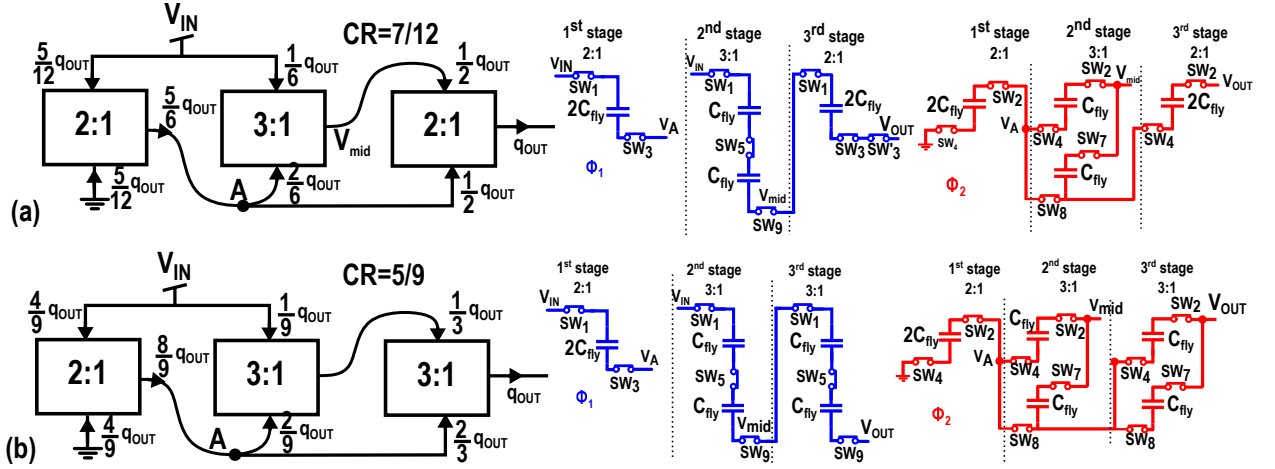 V_IN
CR=7/12
5/12 q_OUT
1/6 q_OUT
1/2 q_OUT
5/6 q_OUT
2:1
3:1
2:1
V_mid
q_OUT
5/12 q_OUT
A
2/6 q_OUT
1/2 q_OUT
(a)
1st stage
2:1
2nd stage
3:1
3rd stage
2:1
V_IN
SW1
2C_fly
SW3
V_A
Φ1
V_IN
SW1
C_fly
SW5
C_fly
V_mid
SW9
SW1
2C_fly
V_OUT
SW3 SW'3
1st stage
2:1
2nd stage
3:1
3rd stage
2:1
2C_fly
SW2
SW4
Φ2
V_A
SW2
V_mid
C_fly
SW4
SW7
C_fly
SW8
SW2
V_OUT
2C_fly
SW4
V_IN
CR=5/9
4/9 q_OUT
1/9 q_OUT
1/3 q_OUT
8/9 q_OUT
2:1
3:1
3:1
q_OUT
4/9 q_OUT
A
2/9 q_OUT
2/3 q_OUT
(b)
1st stage
2:1
2nd stage
3:1
3rd stage
3:1
V_IN
SW1
2C_fly
SW3
V_A
Φ1
V_IN
SW1
C_fly
SW5
C_fly
V_mid
SW9
SW1
C_fly
SW5
C_fly
V_OUT
SW9
1st stage
2:1
2nd stage
3:1
3rd stage
3:1
2C_fly
SW2
SW4
Φ2
V_A
C_fly
SW2
V_mid
SW4
SW7
C_fly
SW8
SW2
V_OUT
C_fly
SW4
SW7
C_fly
SW8